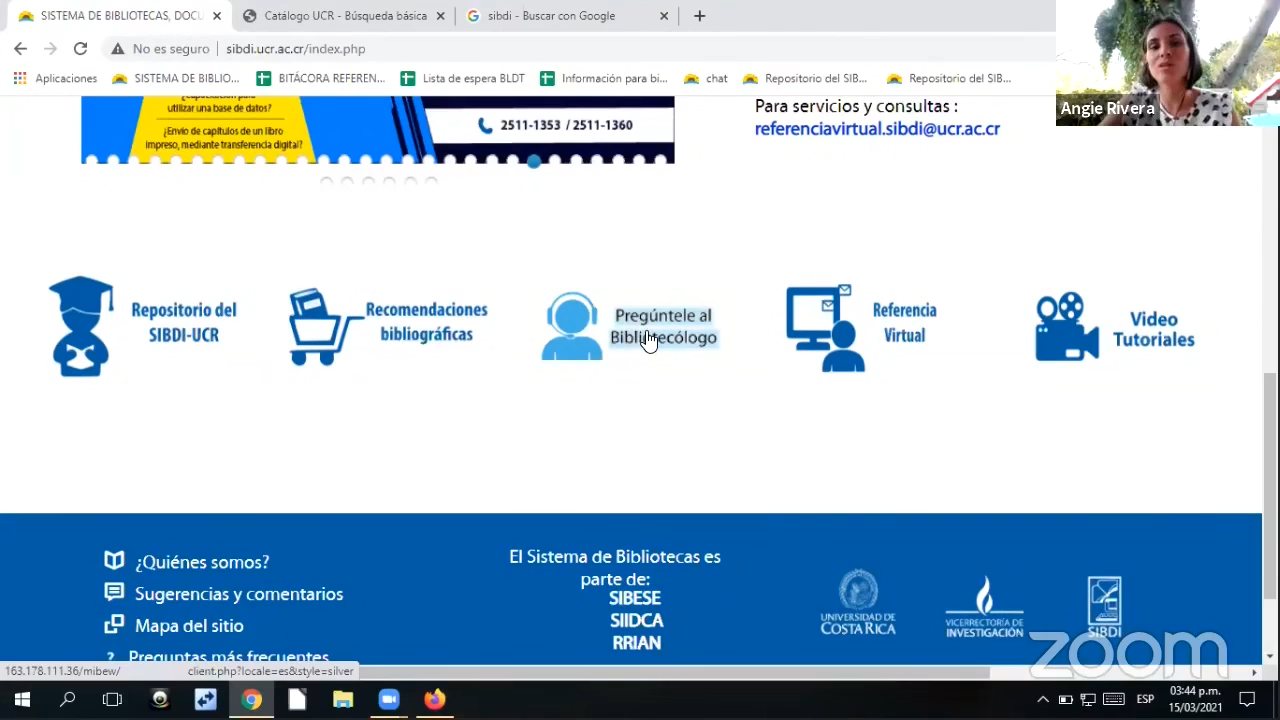 SISTEMA DE BIBLIOTECAS, DOCU
Catálogo UCR - Búsqueda básica
sibdi - Buscar con Google
No es seguro
sibdi.ucr.ac.cr/index.php
Aplicaciones
SISTEMA DE BIBLIO...
BITÁCORA REFEREN...
Lista de espera BLDT
Información para bi...
chat
Repositorio del SIB...
Repositorio del SIB...
Angie Rivera
utilizar una base de datos?
¿Envío de capítulos de un libro
impreso, mediante transferencia digital?
2511-1353 / 2511-1360
Para servicios y consultas :
referenciavirtual.sibdi@ucr.ac.cr
Repositorio del
SIBDI-UCR
Recomendaciones
bibliográficas
Pregúntele al
Bibliotecólogo
Referencia
Virtual
Video
Tutoriales
¿Quiénes somos?
Sugerencias y comentarios
Mapa del sitio
? Preguntas más frecuentes
El Sistema de Bibliotecas es
parte de:
SIBESE
SIIDCA
RRIAN
UNIVERSIDAD DE
COSTA RICA
VICERRECTORÍA DE
INVESTIGACIÓN
SIBDI
zoom
163.178.111.36/mibew/ client.php?locale=es&style=silver
ESP
03:44 p.m.
15/03/2021